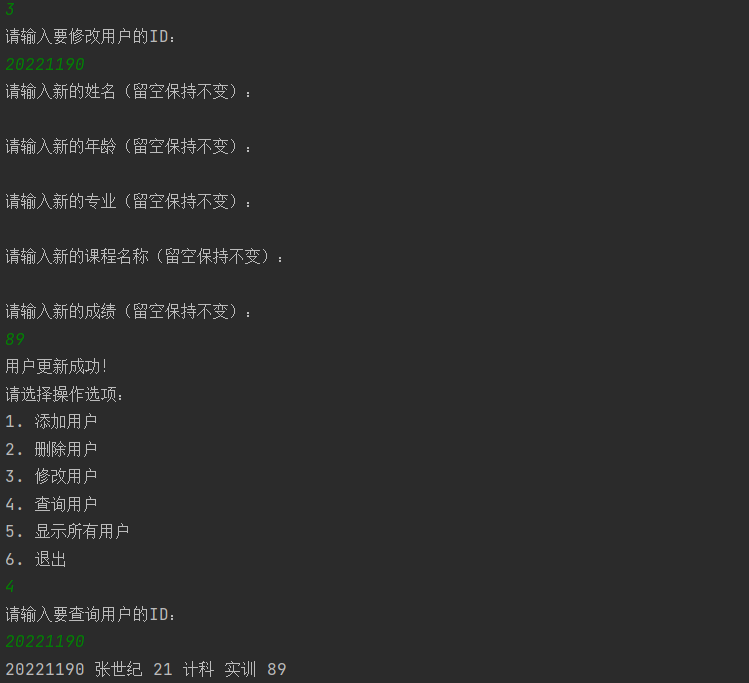 3
请输入要修改用户的ID:
20221190
请输入新的姓名（留空保持不变）:
请输入新的年龄（留空保持不变）:
请输入新的专业（留空保持不变）:
请输入新的课程名称（留空保持不变）:
请输入新的成绩（留空保持不变）:
89
用户更新成功!
请选择操作选项:
1. 添加用户
2. 删除用户
3. 修改用户
4. 查询用户
5. 显示所有用户
6. 退出
4
请输入要查询用户的ID:
20221190
20221190 张世纪 21 计科 实训 89